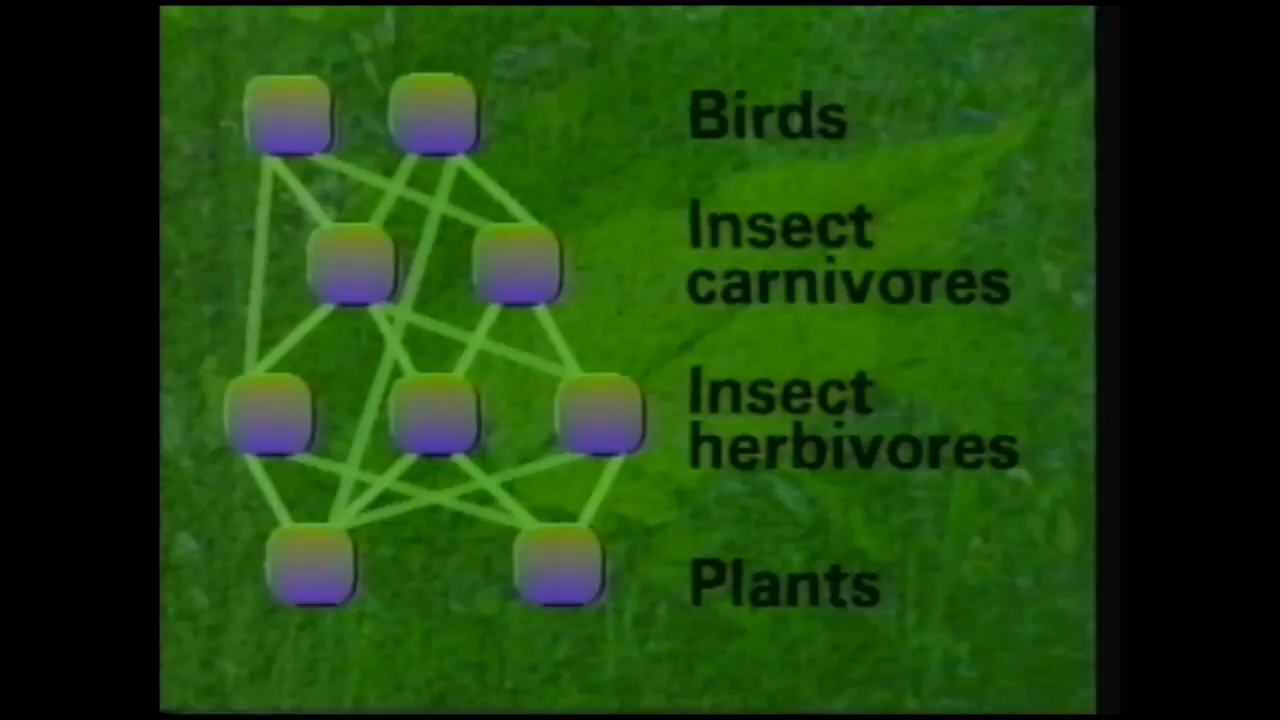 Birds
Insect
carnivores
Insect
herbivores
Plants